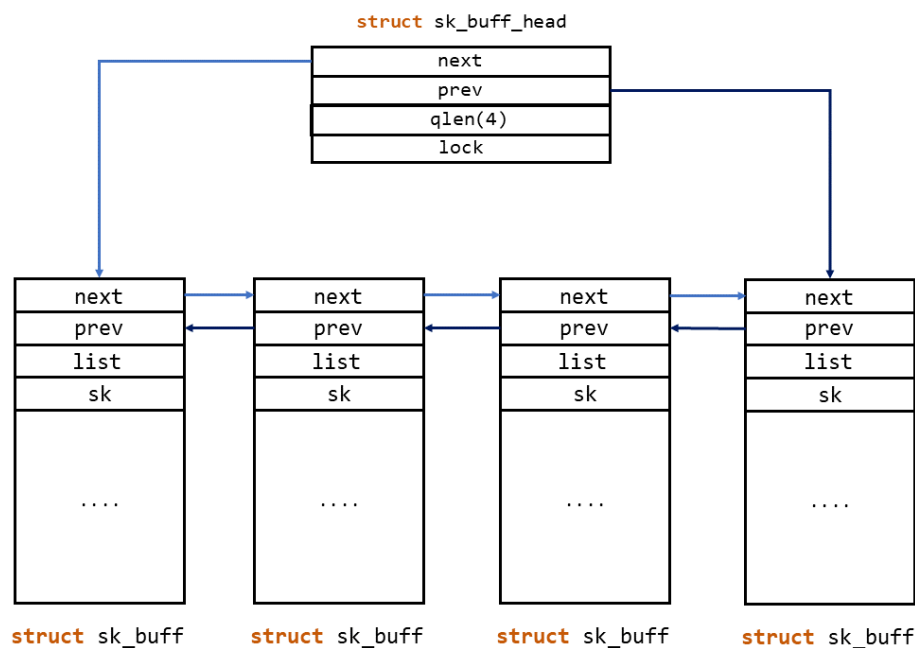 struct sk_buff_head
next
prev
qlen(4)
lock
next next next next
prev prev prev prev
list list list list
sk sk sk sk
.... .... .... ....
struct sk_buff struct sk_buff struct sk_buff struct sk_buff